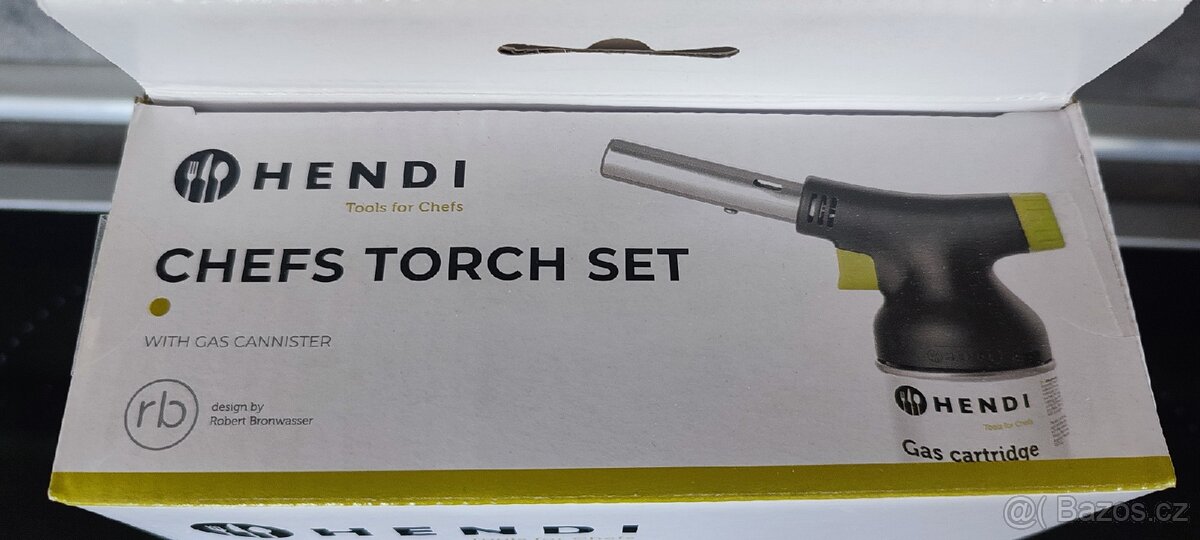 HENDI
Tools for Chefs
CHEFS TORCH SET
WITH GAS CANNISTER
rb
design by
Robert Bronwasser
HENDI
Tools for Chefs
Gas cartridge
HENDI
@( Bazos.cz